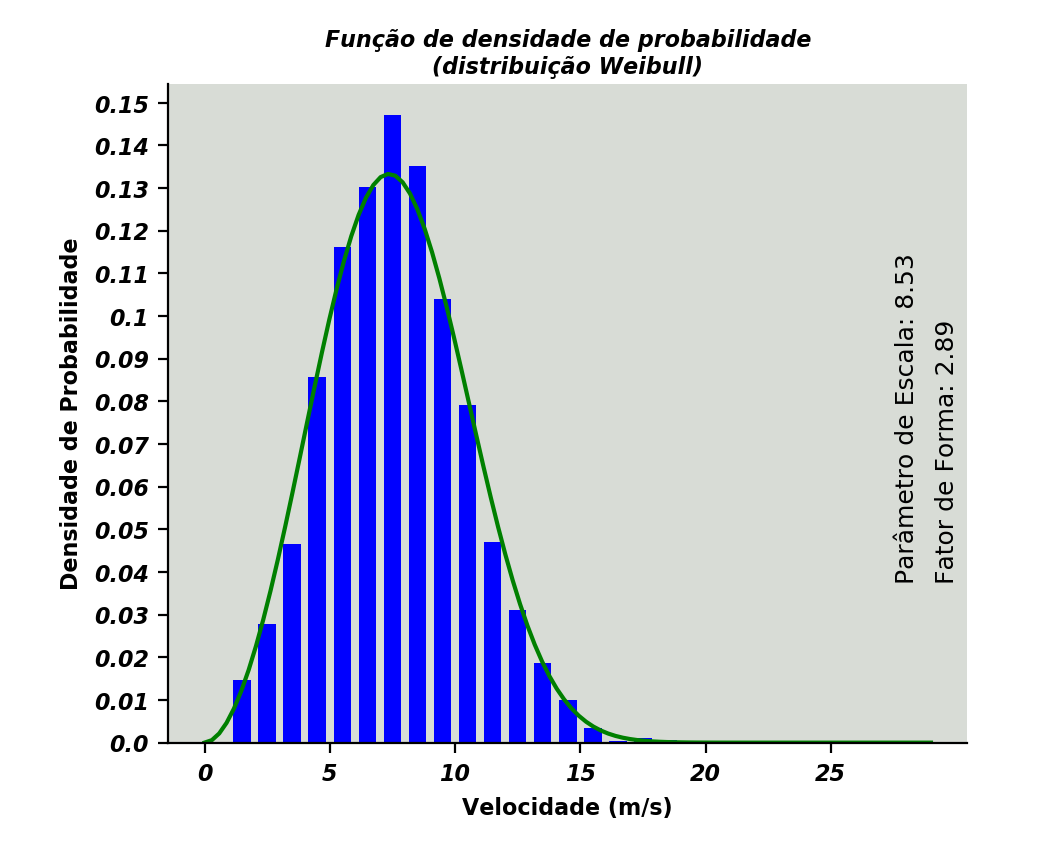 Função de densidade de probabilidade
(distribuição Weibull)
0.15
0.14
0.13
0.12
0.11
0.1
0.09
0.08
0.07
0.06
0.05
0.04
0.03
0.02
0.01
0.0
Densidade de Probabilidade
0 5 10 15 20 25
Velocidade (m/s)
Parâmetro de Escala: 8.53
Fator de Forma: 2.89